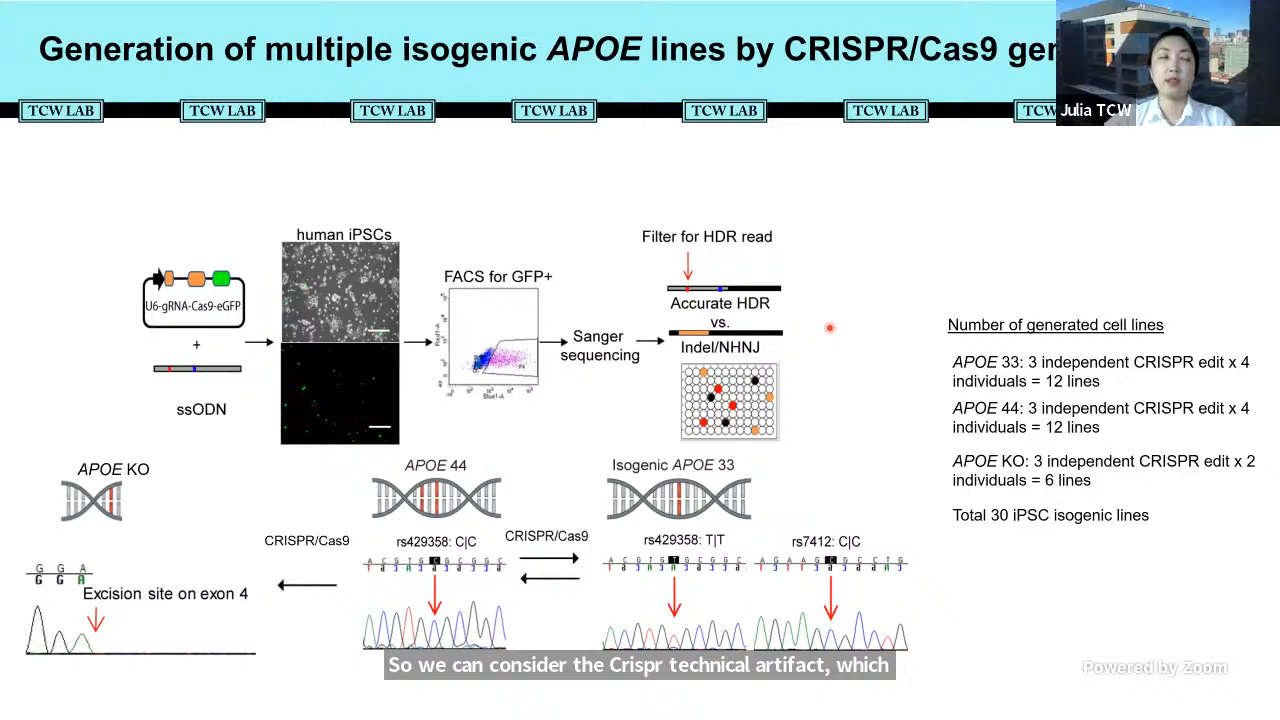 Generation of multiple isogenic APOE lines by CRISPR/Cas9 gen
Julia TCW
TCW LAB
TCW LAB
TCW LAB
TCW LAB
TCW LAB
TCW LAB
TCW
human iPSCs
Filter for HDR read
FACS for GFP+
U6-gRNA-Cas9-eGFP
+
ssODN
Sanger
sequencing
Accurate HDR
vs.
Indel/NHNJ
Blue1-A
Number of generated cell lines
APOE 33: 3 independent CRISPR edit x 4
individuals = 12 lines
APOE 44: 3 independent CRISPR edit x 4
individuals = 12 lines
APOE KO: 3 independent CRISPR edit x 2
individuals = 6 lines
Total 30 iPSC isogenic lines
APOE KO
APOE 44
Isogenic APOE 33
CRISPR/Cas9
rs429358: C|C
CRISPR/Cas9
rs429358: T|T
rs7412: C|C
A C G T G C G C G G C
A C G T G T G C G G C
A G A A G C G C C T A
G G A
G G A
Excision site on exon 4
So we can consider the Crispr technical artifact, which
Powered by Zoom